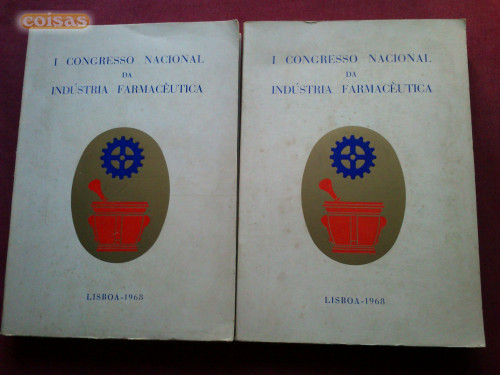 coisas
I CONGRESSO NACIONAL
DA
INDÚSTRIA FARMACÊUTICA
LISBOA-1968
I CONGRESSO NACIONAL
DA
INDÚSTRIA FARMACÊUTICA
LISBOA-1968